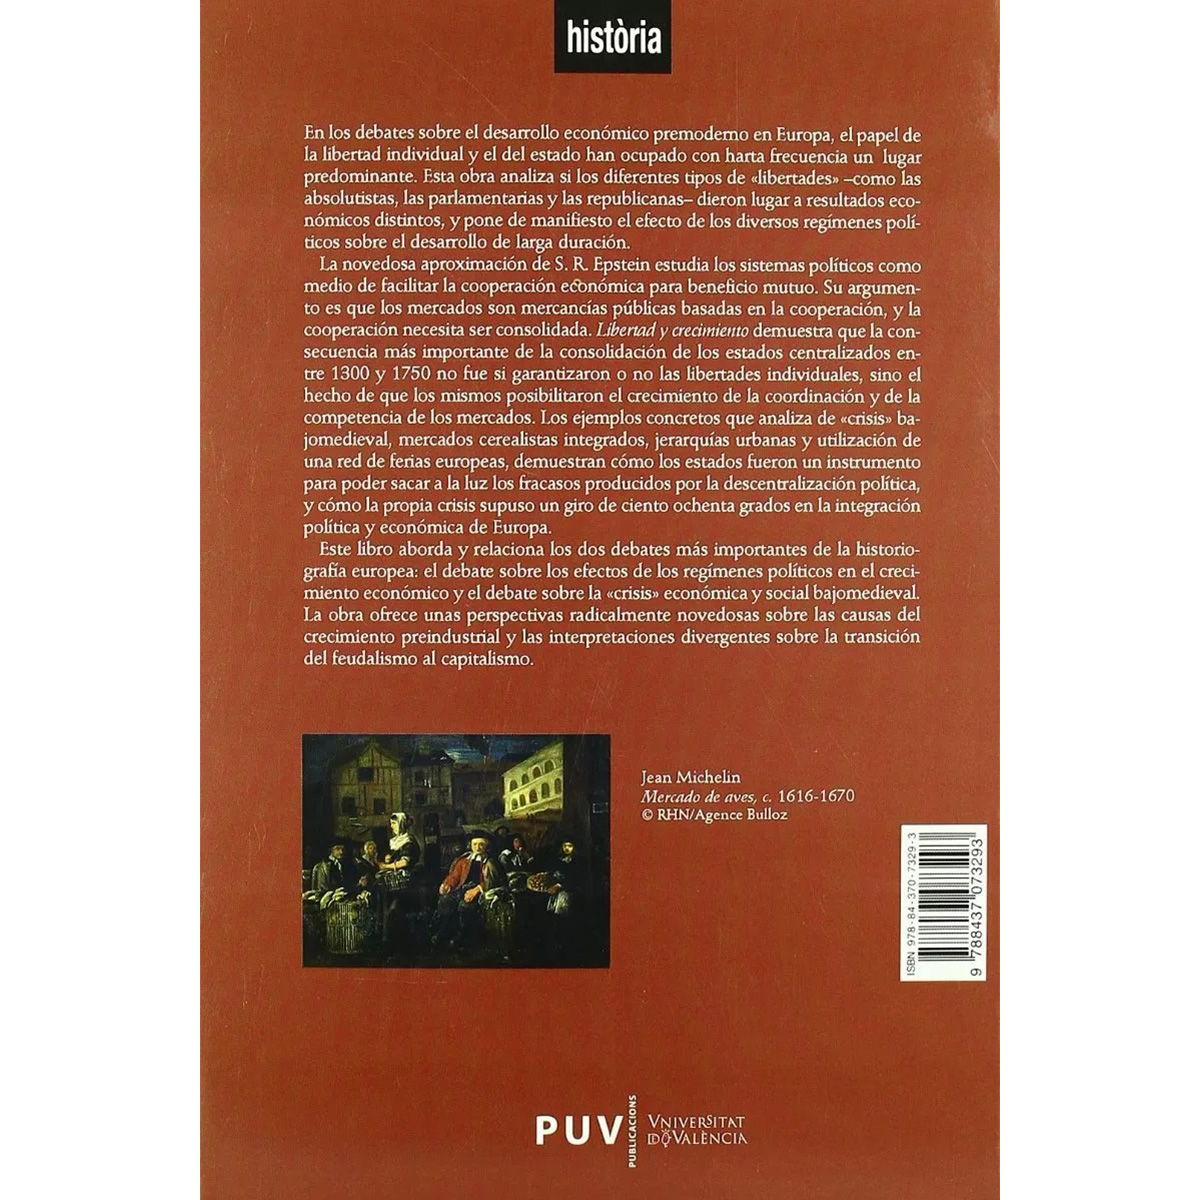 història
En los debates sobre el desarrollo económico premoderno en Europa, el papel de
la libertad individual y el del estado han ocupado con harta frecuencia un lugar
predominante. Esta obra analiza si los diferentes tipos de «libertades» –como las
absolutistas, las parlamentarias y las republicanas– dieron lugar a resultados eco-
nómicos distintos, y pone de manifiesto el efecto de los diversos regímenes polí-
ticos sobre el desarrollo de larga duración.
La novedosa aproximación de S. R. Epstein estudia los sistemas políticos como
medio de facilitar la cooperación económica para beneficio mutuo. Su argumen-
to es que los mercados son mercancías públicas basadas en la cooperación, y la
cooperación necesita ser consolidada. Libertad y crecimiento demuestra que la con-
secuencia más importante de la consolidación de los estados centralizados en-
tre 1300 y 1750 no fue si garantizaron o no las libertades individuales, sino el
hecho de que los mismos posibilitaron el crecimiento de la coordinación y de la
competencia de los mercados. Los ejemplos concretos que analiza de «crisis» ba-
jomedieval, mercados cerealistas integrados, jerarquías urbanas y utilización de
una red de ferias europeas, demuestran cómo los estados fueron un instrumento
para poder sacar a la luz los fracasos producidos por la descentralización política,
y cómo la propia crisis supuso un giro de ciento ochenta grados en la integración
política y económica de Europa.
Este libro aborda y relaciona los dos debates más importantes de la historio-
grafía europea: el debate sobre los efectos de los regímenes políticos en el creci-
miento económico y el debate sobre la «crisis» económica y social bajomedieval.
La obra ofrece unas perspectivas radicalmente novedosas sobre las causas del
crecimiento preindustrial y las interpretaciones divergentes sobre la transición
del feudalismo al capitalismo.
Jean Michelin
Mercado de aves, c. 1616-1670
© RHN/Agence Bulloz
ISBN 978-84-370-7329-3
9 788437 073293
PUV
PUBLICACIONS
VNIVERSITAT
DE VALÈNCIA